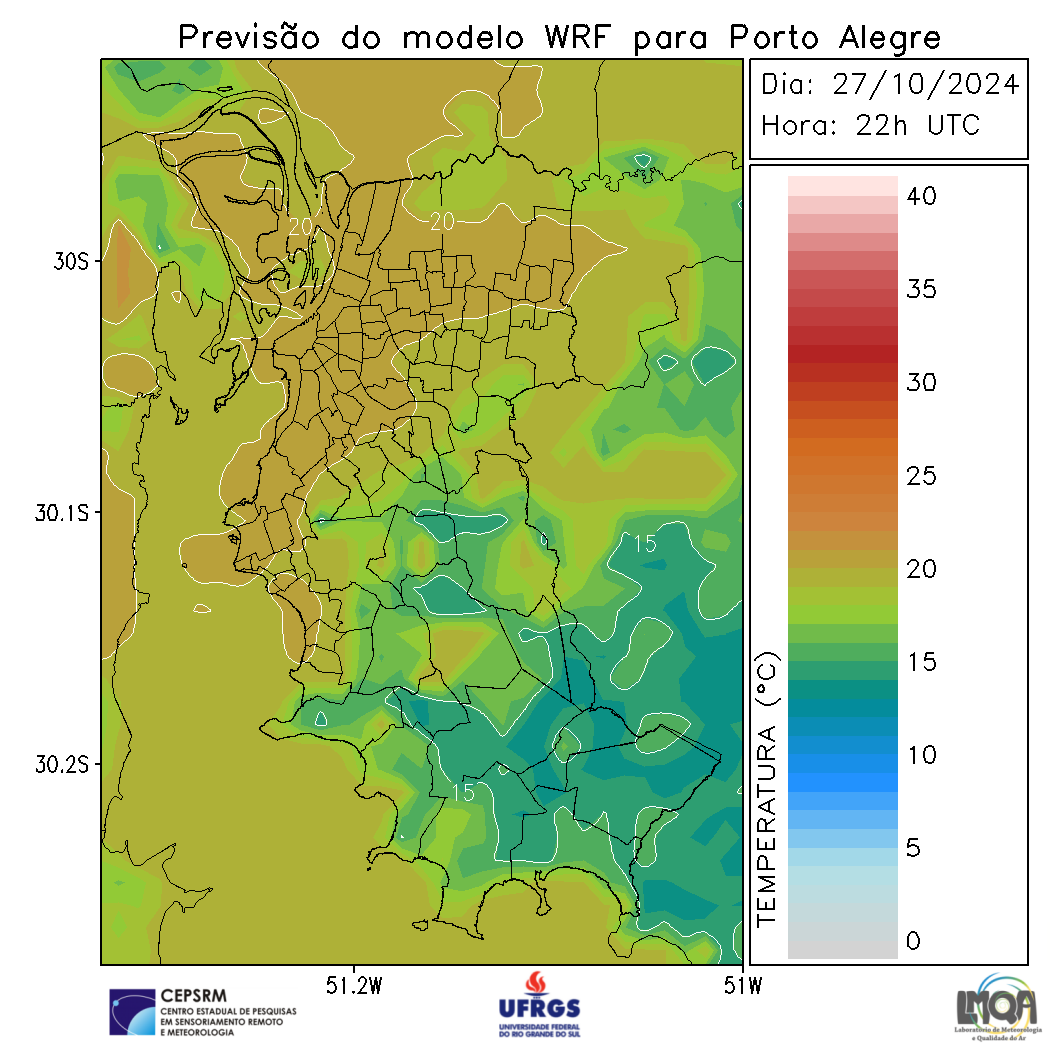 Previsão do modelo WRF para Porto Alegre
Dia: 27/10/2024
Hora: 22h UTC
40
35
30
25
20
15
10
5
0
TEMPERATURA (°C)
30S
30.1S
30.2S
51.2W
51W
20
20
15
15
CEPSRM
CENTRO ESTADUAL DE PESQUISAS
EM SENSORIAMENTO REMOTO
E METEOROLOGIA
UFRGS
UNIVERSIDADE FEDERAL
DO RIO GRANDE DO SUL
LMQA
Laboratório de Meteorologia
e Qualidade do Ar